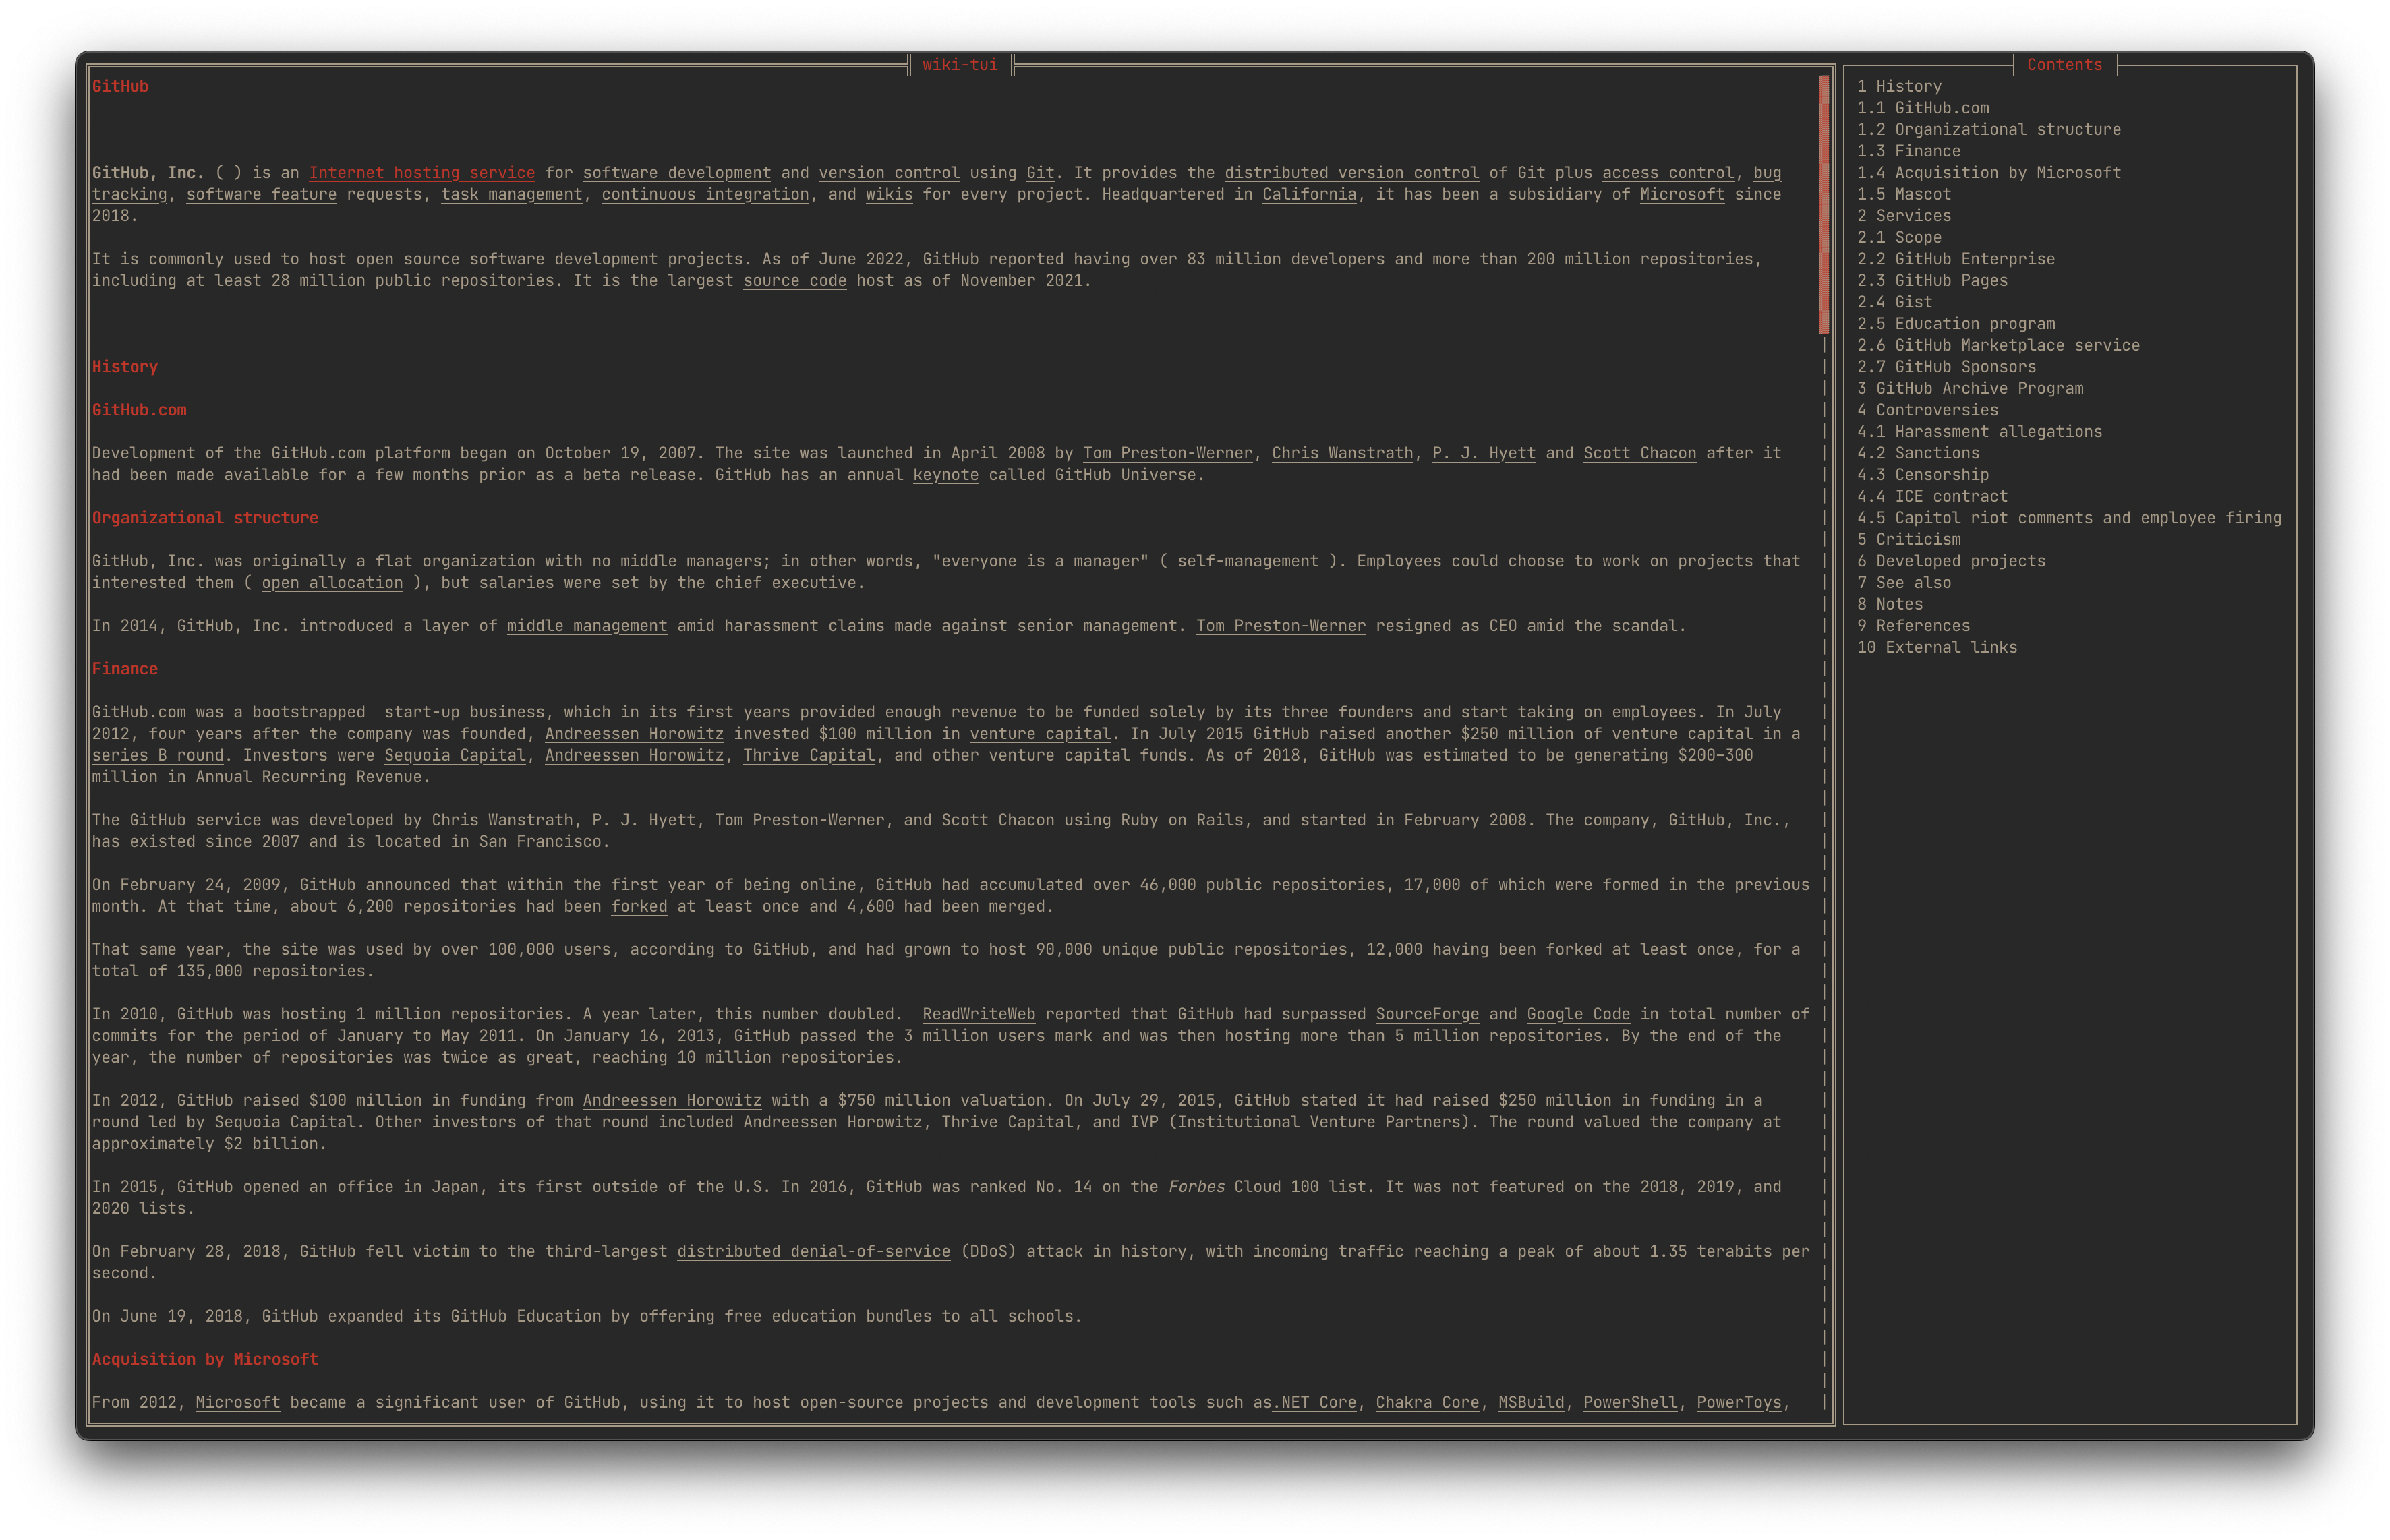 wiki-tui
GitHub
GitHub, Inc. ( ) is an Internet hosting service for software development and version control using Git. It provides the distributed version control of Git plus access control, bug
tracking, software feature requests, task management, continuous integration, and wikis for every project. Headquartered in California, it has been a subsidiary of Microsoft since
2018.
It is commonly used to host open source software development projects. As of June 2022, GitHub reported having over 83 million developers and more than 200 million repositories,
including at least 28 million public repositories. It is the largest source code host as of November 2021.
History
GitHub.com
Development of the GitHub.com platform began on October 19, 2007. The site was launched in April 2008 by Tom Preston-Werner, Chris Wanstrath, P. J. Hyett and Scott Chacon after it
had been made available for a few months prior as a beta release. GitHub has an annual keynote called GitHub Universe.
Organizational structure
GitHub, Inc. was originally a flat organization with no middle managers; in other words, "everyone is a manager" ( self-management ). Employees could choose to work on projects that
interested them ( open allocation ), but salaries were set by the chief executive.
In 2014, GitHub, Inc. introduced a layer of middle management amid harassment claims made against senior management. Tom Preston-Werner resigned as CEO amid the scandal.
Finance
GitHub.com was a bootstrapped  start-up business, which in its first years provided enough revenue to be funded solely by its three founders and start taking on employees. In July
2012, four years after the company was founded, Andreessen Horowitz invested $100 million in venture capital. In July 2015 GitHub raised another $250 million of venture capital in a
series B round. Investors were Sequoia Capital, Andreessen Horowitz, Thrive Capital, and other venture capital funds. As of 2018, GitHub was estimated to be generating $200–300
million in Annual Recurring Revenue.
The GitHub service was developed by Chris Wanstrath, P. J. Hyett, Tom Preston-Werner, and Scott Chacon using Ruby on Rails, and started in February 2008. The company, GitHub, Inc.,
has existed since 2007 and is located in San Francisco.
On February 24, 2009, GitHub announced that within the first year of being online, GitHub had accumulated over 46,000 public repositories, 17,000 of which were formed in the previous
month. At that time, about 6,200 repositories had been forked at least once and 4,600 had been merged.
That same year, the site was used by over 100,000 users, according to GitHub, and had grown to host 90,000 unique public repositories, 12,000 having been forked at least once, for a
total of 135,000 repositories.
In 2010, GitHub was hosting 1 million repositories. A year later, this number doubled.  ReadWriteWeb reported that GitHub had surpassed SourceForge and Google Code in total number of
commits for the period of January to May 2011. On January 16, 2013, GitHub passed the 3 million users mark and was then hosting more than 5 million repositories. By the end of the
year, the number of repositories was twice as great, reaching 10 million repositories.
In 2012, GitHub raised $100 million in funding from Andreessen Horowitz with a $750 million valuation. On July 29, 2015, GitHub stated it had raised $250 million in funding in a
round led by Sequoia Capital. Other investors of that round included Andreessen Horowitz, Thrive Capital, and IVP (Institutional Venture Partners). The round valued the company at
approximately $2 billion.
In 2015, GitHub opened an office in Japan, its first outside of the U.S. In 2016, GitHub was ranked No. 14 on the Forbes Cloud 100 list. It was not featured on the 2018, 2019, and
2020 lists.
On February 28, 2018, GitHub fell victim to the third-largest distributed denial-of-service (DDoS) attack in history, with incoming traffic reaching a peak of about 1.35 terabits per
second.
On June 19, 2018, GitHub expanded its GitHub Education by offering free education bundles to all schools.
Acquisition by Microsoft
From 2012, Microsoft became a significant user of GitHub, using it to host open-source projects and development tools such as.NET Core, Chakra Core, MSBuild, PowerShell, PowerToys,
Contents
1 History
1.1 GitHub.com
1.2 Organizational structure
1.3 Finance
1.4 Acquisition by Microsoft
1.5 Mascot
2 Services
2.1 Scope
2.2 GitHub Enterprise
2.3 GitHub Pages
2.4 Gist
2.5 Education program
2.6 GitHub Marketplace service
2.7 GitHub Sponsors
3 GitHub Archive Program
4 Controversies
4.1 Harassment allegations
4.2 Sanctions
4.3 Censorship
4.4 ICE contract
4.5 Capitol riot comments and employee firing
5 Criticism
6 Developed projects
7 See also
8 Notes
9 References
10 External links